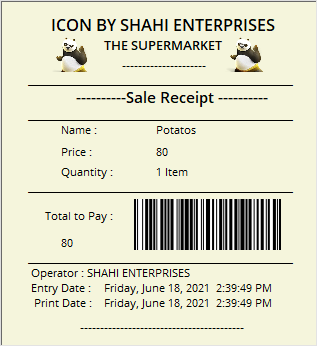 ICON BY SHAHI ENTERPRISES
THE SUPERMARKET
---------------------
----------Sale Receipt ----------
Name : Potatos
Price : 80
Quantity : 1 Item
Total to Pay :
80
Operator : SHAHI ENTERPRISES
Entry Date : Friday, June 18, 2021 2:39:49 PM
Print Date : Friday, June 18, 2021 2:39:49 PM
-----------------------------------------